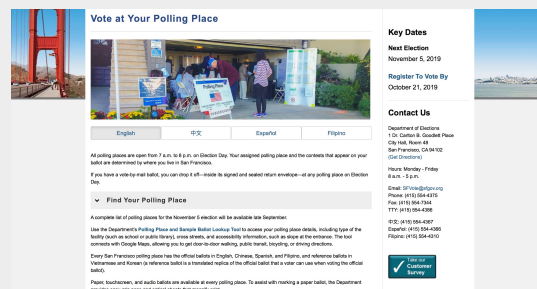 Vote at Your Polling Place
Polling Place
English
中文
Español
Filipino
All polling places are open from 7 a.m. to 8 p.m. on Election Day. Your assigned polling place and the contests that appear on your
ballot are determined by where you live in San Francisco.
If you have a vote-by-mail ballot, you can drop it off—inside its signed and sealed return envelope—at any polling place on Election
Day.
Find Your Polling Place
A complete list of polling places for the November 5 election will be available late September.
Use the Department's Polling Place and Sample Ballot Lookup Tool to access your polling place details, including type of the
facility (such as school or public library), cross streets, and accessibility information, such as slope at the entrance. The tool
connects with Google Maps, allowing you to get door-to-door walking, public transit, bicycling, or driving directions.
Every San Francisco polling place has the official ballots in English, Chinese, Spanish, and Filipino, and reference ballots in
Vietnamese and Korean (a reference ballot is a translated replica of the official ballot that a voter can use when voting the official
ballot).
Paper, touchscreen, and audio ballots are available at every polling place. To assist with marking a paper ballot, the Department
Key Dates
Next Election
November 5, 2019
Register To Vote By
October 21, 2019
Contact Us
Department of Elections
1 Dr. Carlton B. Goodlett Place
City Hall, Room 48
San Francisco, CA 94102
(Get Directions)
Hours: Monday - Friday
8 a.m. - 5 p.m.
Email: SFVote@sfgov.org
Phone: (415) 554-4375
Fax: (415) 554-7344
TTY: (415) 554-4386
中文: (415) 554-4367
Español: (415) 554-4366
Filipino: (415) 554-4310
Take our
Customer
Survey